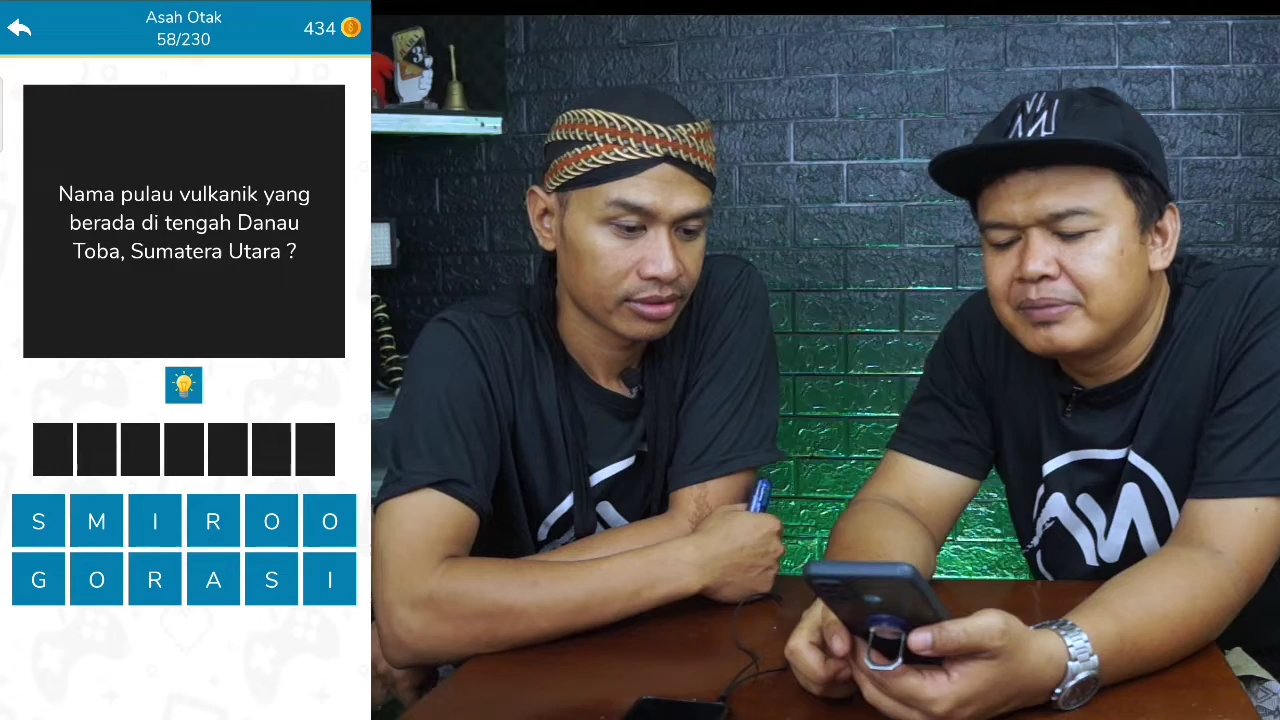 Asah Otak
58/230
434
Nama pulau vulkanik yang
berada di tengah Danau
Toba, Sumatera Utara ?
S M I R O O
G O R A S I